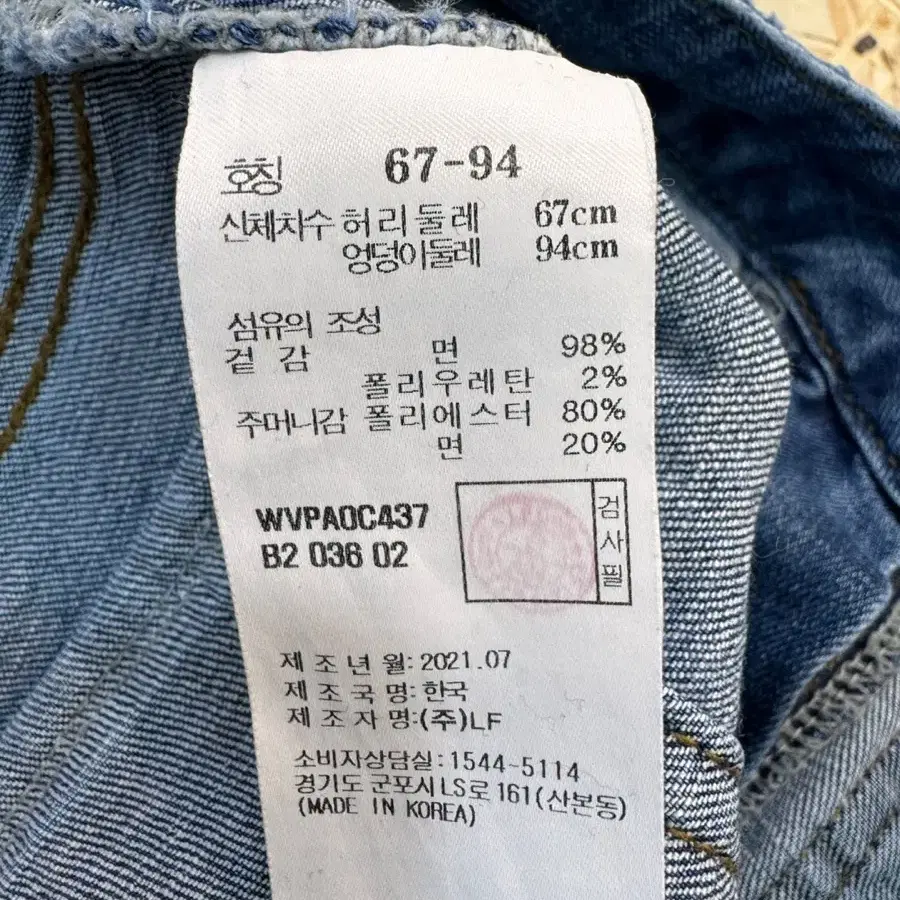 호칭 67-94
신체치수 허리둘레 67cm
엉덩이둘레 94cm
섬유의 조성
겉 감 면 98%
폴리우레탄 2%
주머니감 폴리에스터 80%
면 20%
WVPA0C437
B2 036 02
검사필
제 조 년 월: 2021.07
제 조 국 명: 한국
제 조 자 명:(주)LF
소비자상담실:1544-5114
경기도 군포시 LS로 161(산본동)
(MADE IN KOREA)